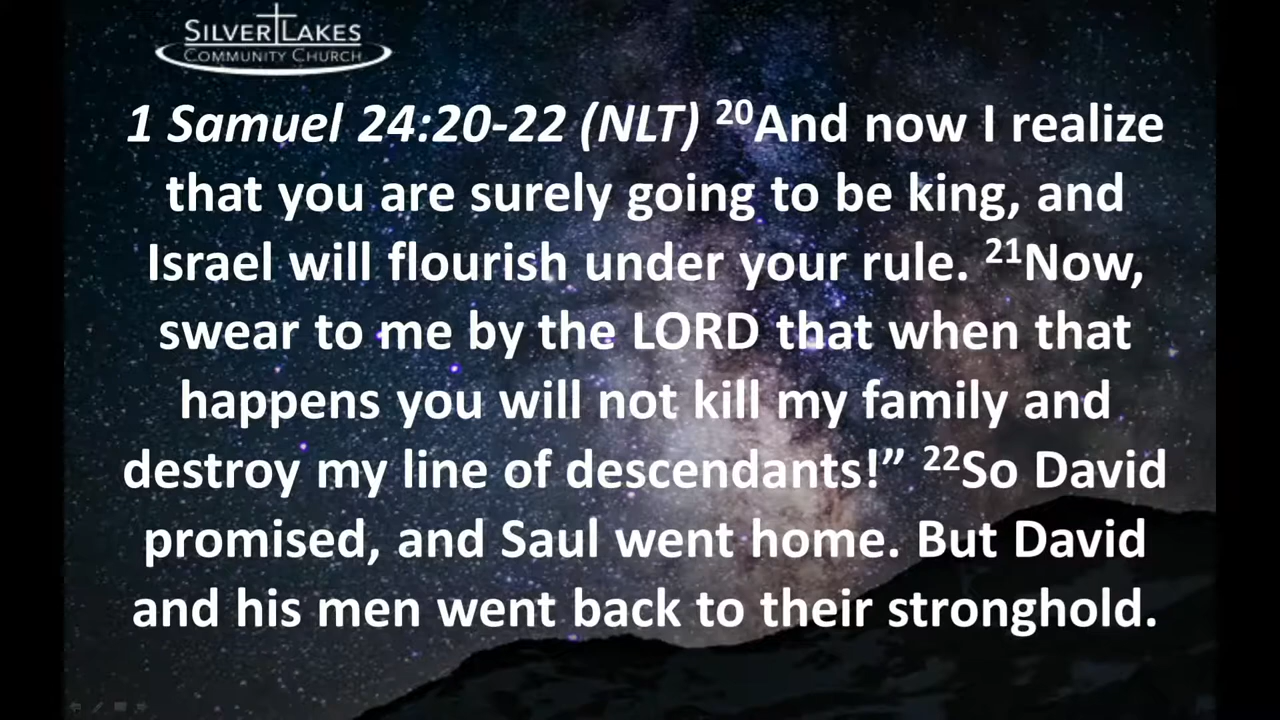 SILVER LAKES
COMMUNITY CHURCH
1 Samuel 24:20-22 (NLT) 20And now I realize
that you are surely going to be king, and
Israel will flourish under your rule. 21Now,
swear to me by the LORD that when that
happens you will not kill my family and
destroy my line of descendants!” 22So David
promised, and Saul went home. But David
and his men went back to their stronghold.